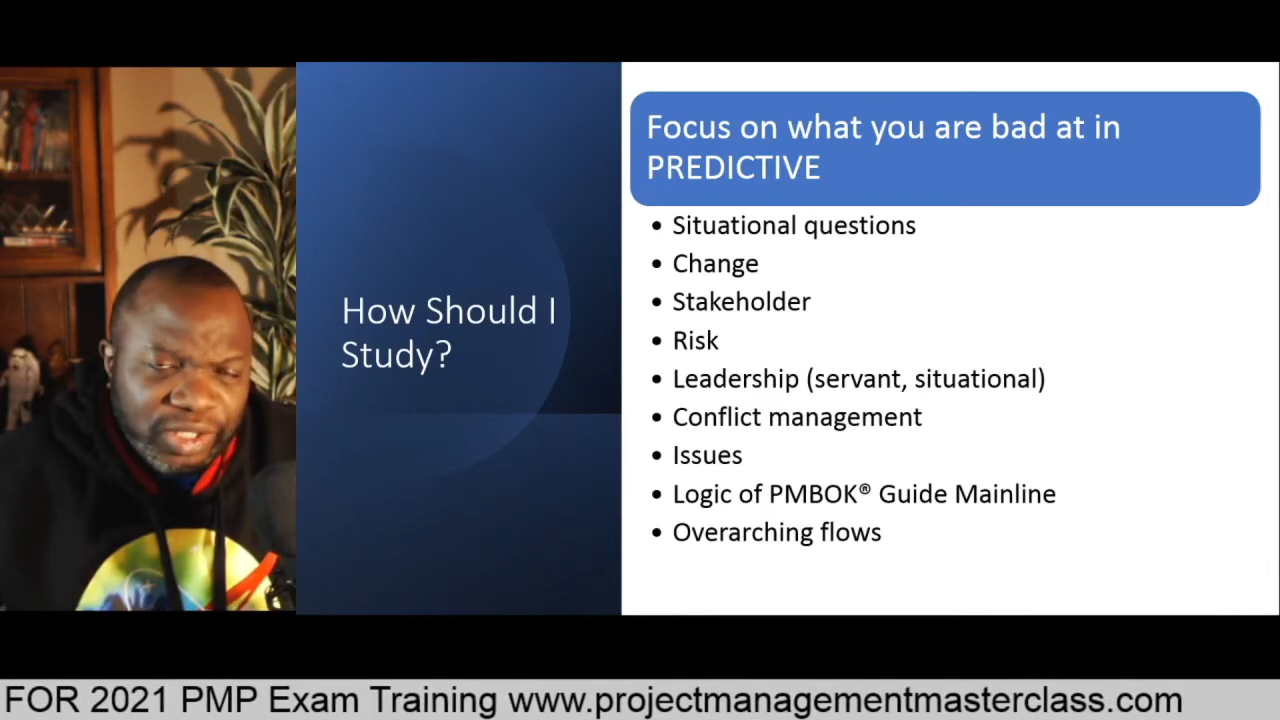 How Should I
Study?
Focus on what you are bad at in
PREDICTIVE
• Situational questions
• Change
• Stakeholder
• Risk
• Leadership (servant, situational)
• Conflict management
• Issues
• Logic of PMBOK® Guide Mainline
• Overarching flows
FOR 2021 PMP Exam Training www.projectmanagementmasterclass.com